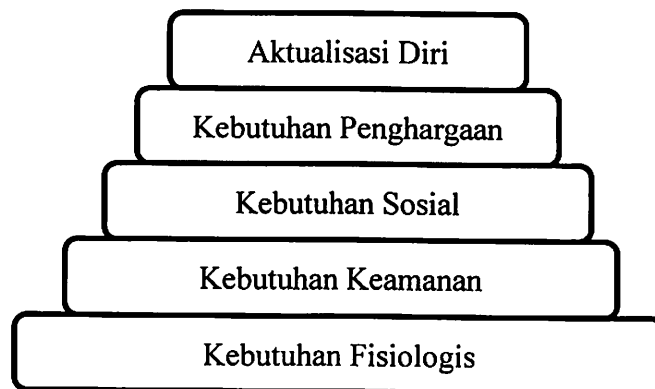 Aktualisasi Diri
Kebutuhan Penghargaan
Kebutuhan Sosial
Kebutuhan Keamanan
Kebutuhan Fisiologis